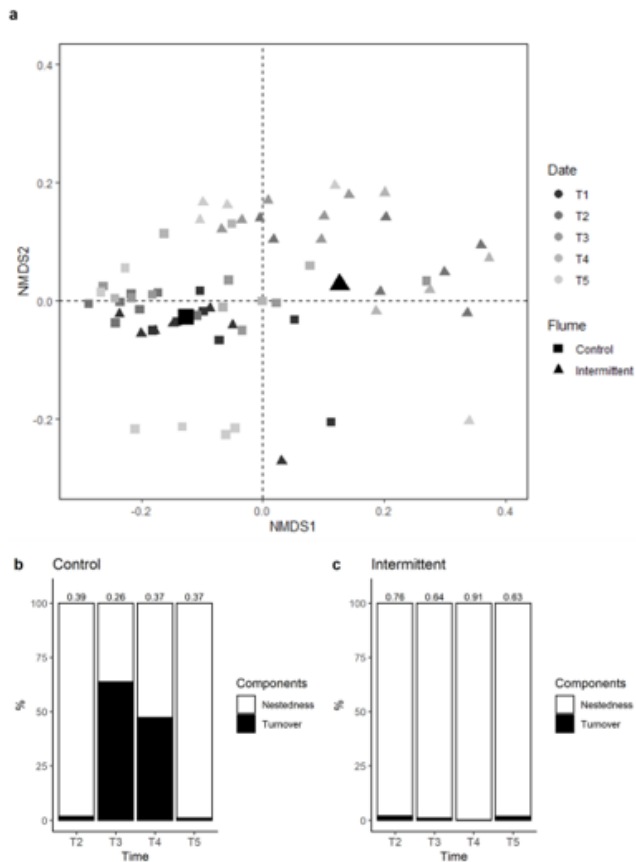 a
0.4
0.2
0.0
-0.2
NMDS2
-0.2
0.0
0.2
0.4
NMDS1
Date
T1
T2
T3
T4
T5
Flume
Control
Intermittent
b Control
0.39 0.26 0.37 0.37
100
75
50
25
0
%
T2 T3 T4 T5
Time
Components
Nestedness
Turnover
c Intermittent
0.76 0.64 0.91 0.63
100
75
50
25
0
%
T2 T3 T4 T5
Time
Components
Nestedness
Turnover